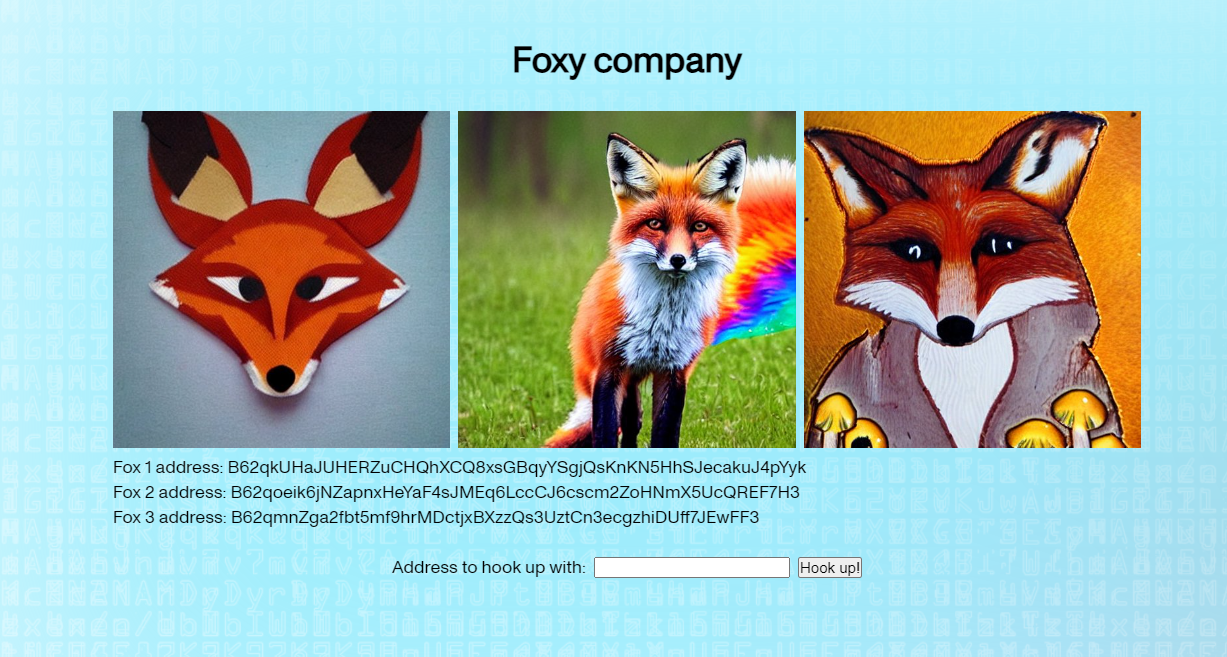 Foxy company
Fox 1 address: B62qkUHaJUHERZuCHQhXCQ8xsGBqyYSgjQsKnKN5HhSJecakuJ4pYyk
Fox 2 address: B62qoeik6jNZapnxHeYaF4sJMEq6LccCJ6cscm2ZoHNmX5UcQREF7H3
Fox 3 address: B62qmnZga2fbt5mf9hrMDctjxBXzzQs3UztCn3ecgzhiDUff7JEwFF3
Address to hook up with:
Hook up!